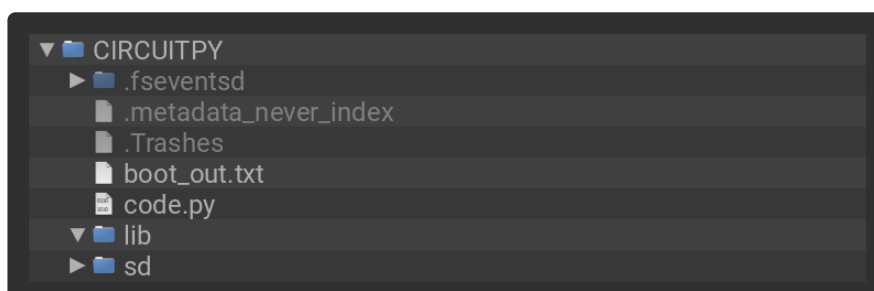 CIRCUITPY
.fseventsd
.metadata_never_index
.Trashes
boot_out.txt
code.py
lib
sd